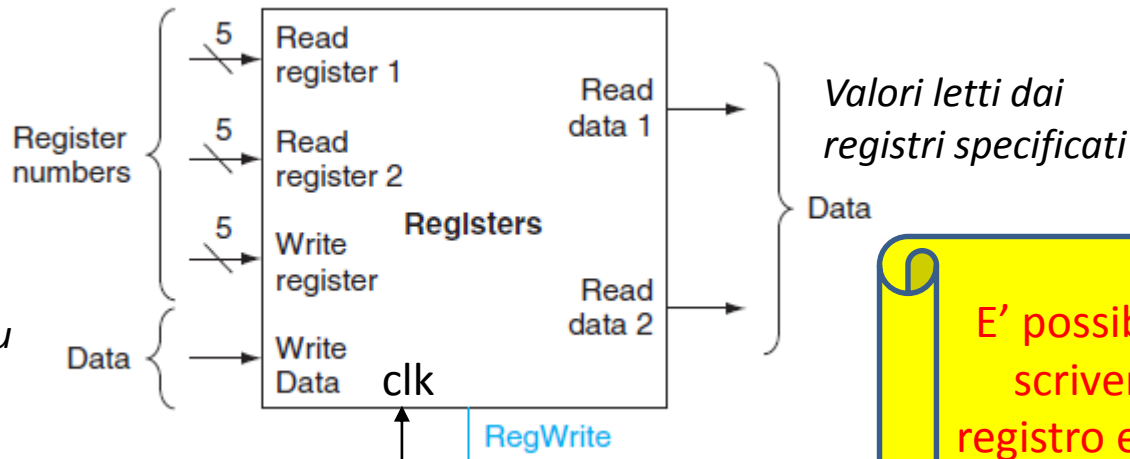 5
Read
register 1
Read
data 1
Valori letti dai
registri specificati
Register
numbers
5
Read
register 2
Registers
Data
5
Write
register
Read
data 2
Data
Write
Data
clk
RegWrite
E’
scriver
registro e